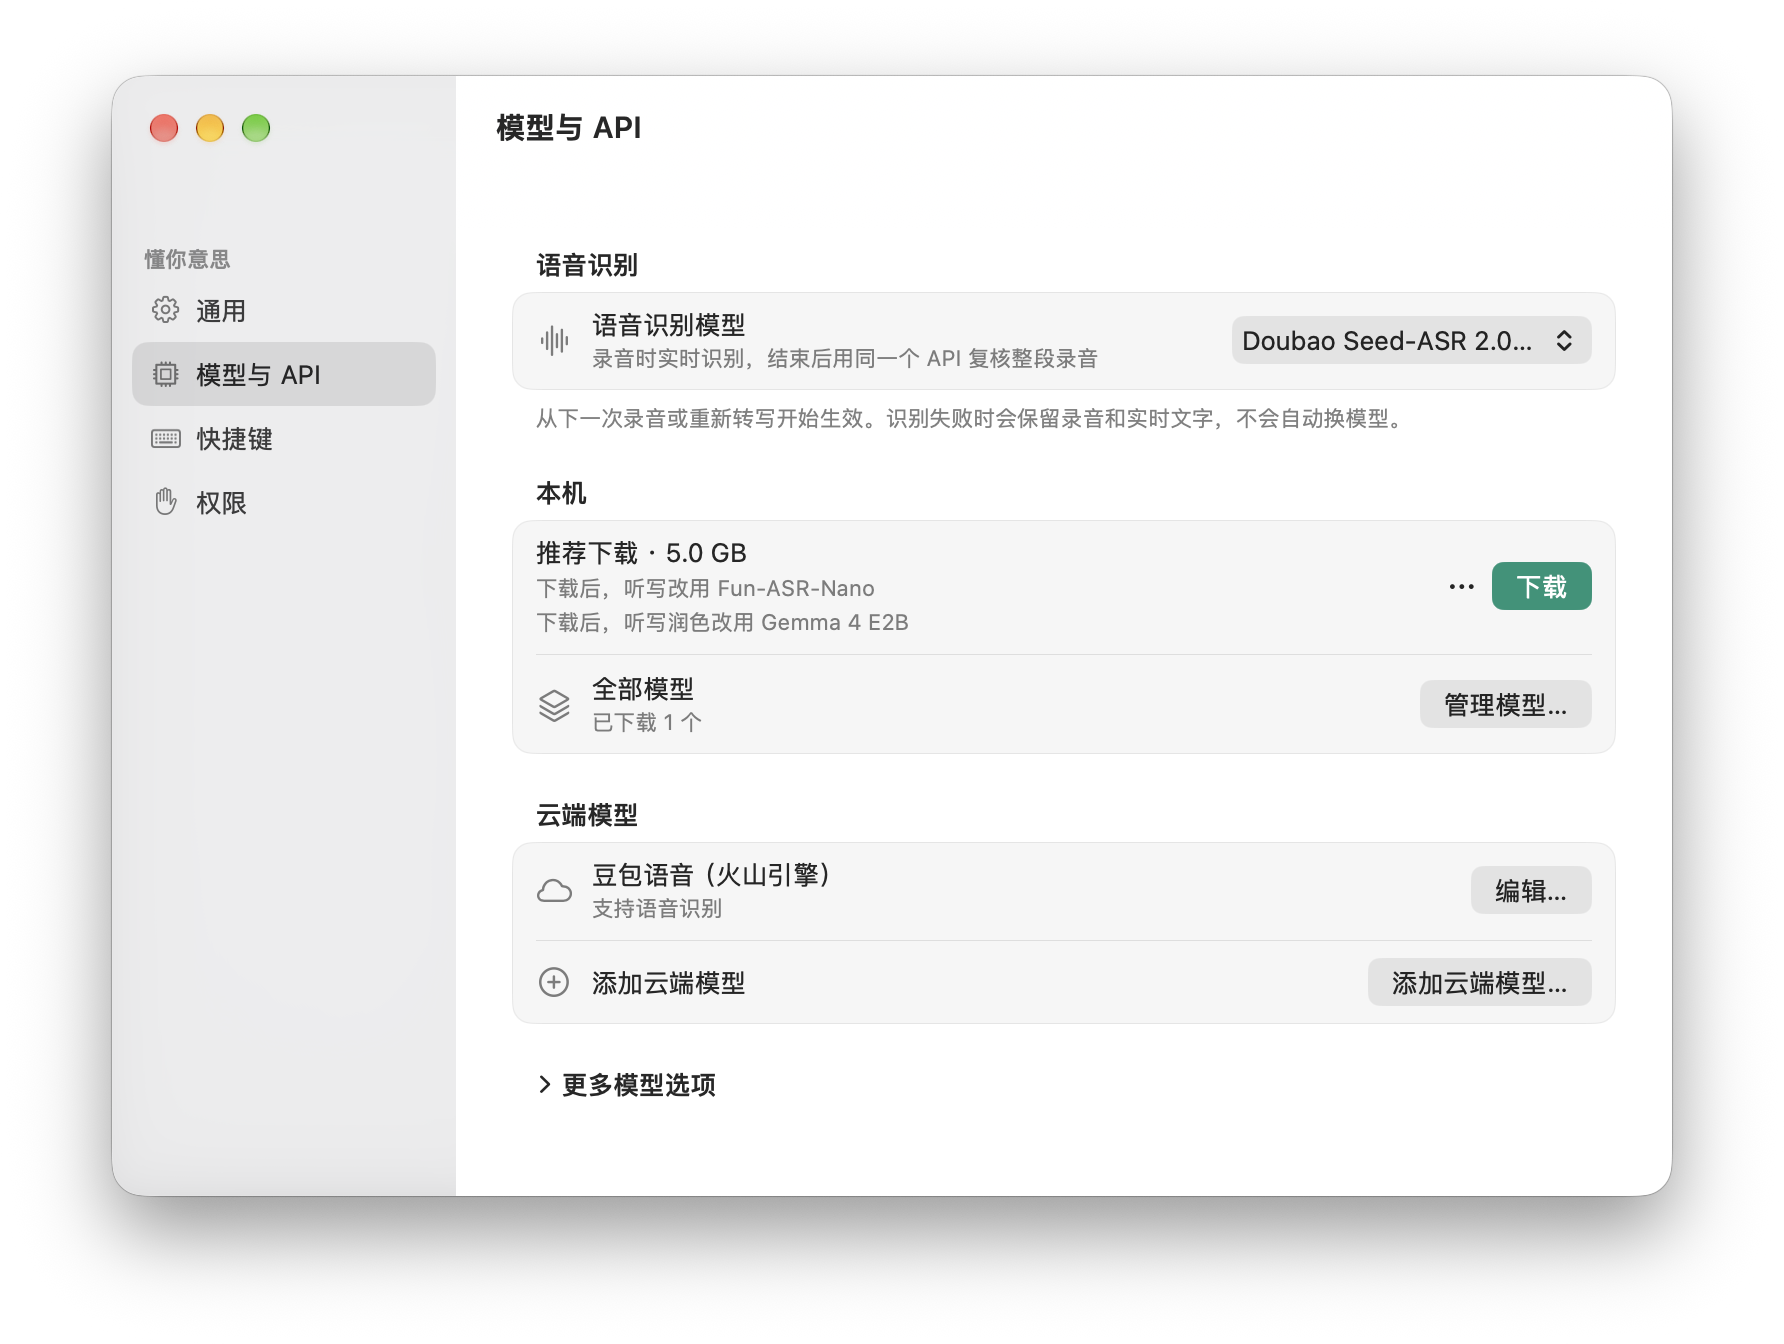 模型与 API
懂你意思
通用
模型与 API
快捷键
权限
语音识别
语音识别模型
录音时实时识别，结束后用同一个 API 复核整段录音
Doubao Seed-ASR 2.0...
从下一次录音或重新转写开始生效。识别失败时会保留录音和实时文字，不会自动换模型。
本机
推荐下载 · 5.0 GB
下载后，听写改用 Fun-ASR-Nano
下载后，听写润色改用 Gemma 4 E2B
下载
全部模型
已下载 1 个
管理模型...
云端模型
豆包语音（火山引擎）
支持语音识别
编辑...
添加云端模型
添加云端模型...
更多模型选项